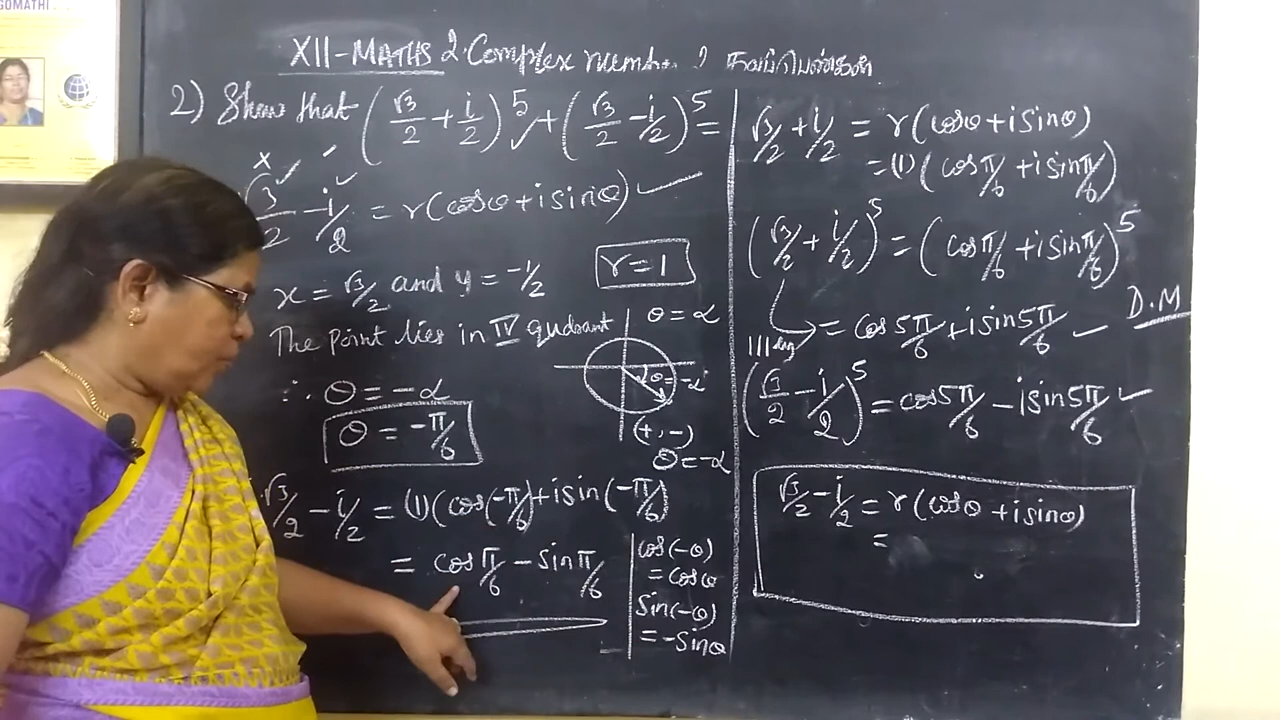 GOMATHI
XII-MATHS 2. Complex Num
2) Show that (√3/2 + i/2)^5 + (√3/2 - i/2)^5 =
x
√3/2 - i/2 = r(cosθ + i sinθ)
x = √3/2 and y = -1/2
r = 1
The point lies in IV qudrant
θ = α
∴ θ = -α
θ = -α
θ = -π/6
(+, -)
θ = -α
√3/2 - i/2 = (1)(cos(-π/6) + i sin(-π/6)
= cos π/6 - sin π/6
cos(-θ)
= cosθ
sin(-θ)
= -sinθ
√3/2 + i/2 = r(cosθ + i sinθ)
= (1)(cos π/6 + i sin π/6)
(√3/2 + i/2)^5 = (cos π/6 + i sin π/6)^5
= cos 5π/6 + i sin 5π/6
D.M
|||ly
(√3/2 - i/2)^5 = cos 5π/6 - i sin 5π/6
√3/2 - i/2 = r(cosθ + i sinθ)
=